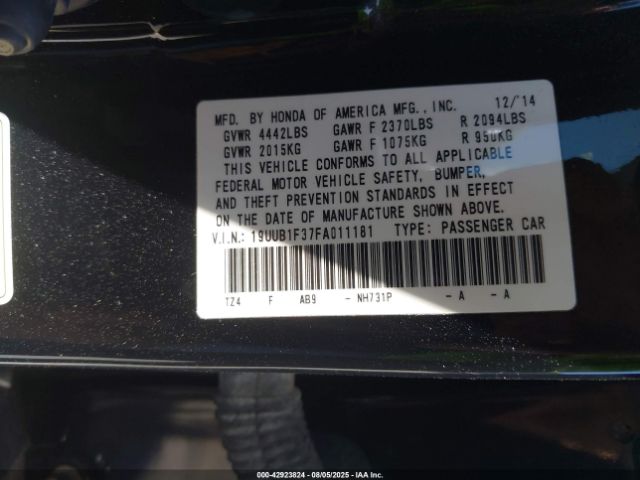 MFD. BY HONDA OF AMERICA MFG., INC. 12/'14
GVWR 4442LBS GAWR F 2370LBS R 2094LBS
GVWR 2015KG GAWR F 1075KG R 950KG
THIS VEHICLE CONFORMS TO ALL APPLICABLE
FEDERAL MOTOR VEHICLE SAFETY, BUMPER,
AND THEFT PREVENTION STANDARDS IN EFFECT
ON THE DATE OF MANUFACTURE SHOWN ABOVE.
V.I.N.: 19UUB1F37FA011181 TYPE: PASSENGER CAR
TZ4 F AB9 - NH731P - A - A
000-42923824 - 08/05/2025 - IAA Inc.